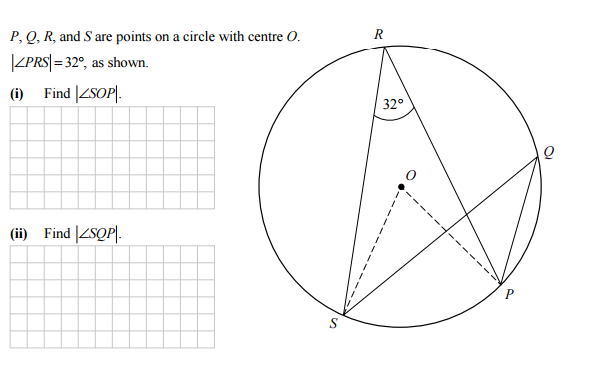 P, Q, R, and S are points on a circle with centre O.
|∠PRS| = 32°, as shown.
(i) Find |∠SOP|.
(ii) Find |∠SQP|.
R
32°
Q
O
P
S